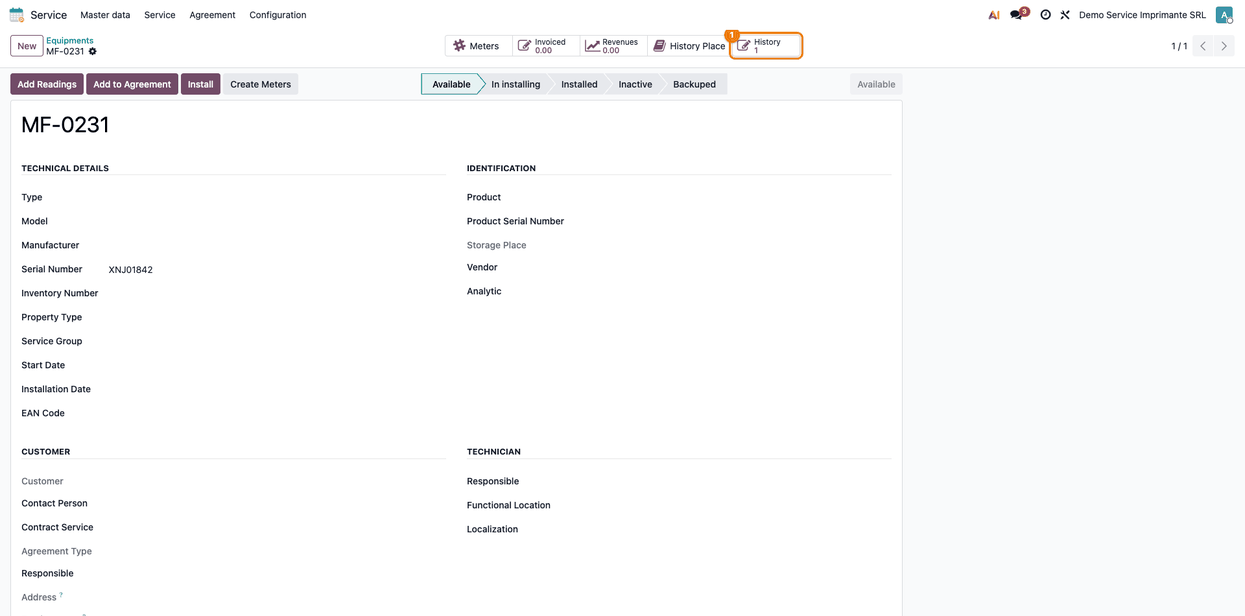 Service Master data Service Agreement Configuration
AI 3 Demo Service Imprimante SRL A
New Equipments
MF-0231
Meters
Invoiced
0.00
Revenues
0.00
History Place
1
History
1
1 / 1
Add Readings Add to Agreement Install Create Meters
Available In installing Installed Inactive Backuped
Available
MF-0231
TECHNICAL DETAILS
Type
Model
Manufacturer
Serial Number XNJ01842
Inventory Number
Property Type
Service Group
Start Date
Installation Date
EAN Code
IDENTIFICATION
Product
Product Serial Number
Storage Place
Vendor
Analytic
CUSTOMER
Customer
Contact Person
Contract Service
Agreement Type
Responsible
Address ?
TECHNICIAN
Responsible
Functional Location
Localization